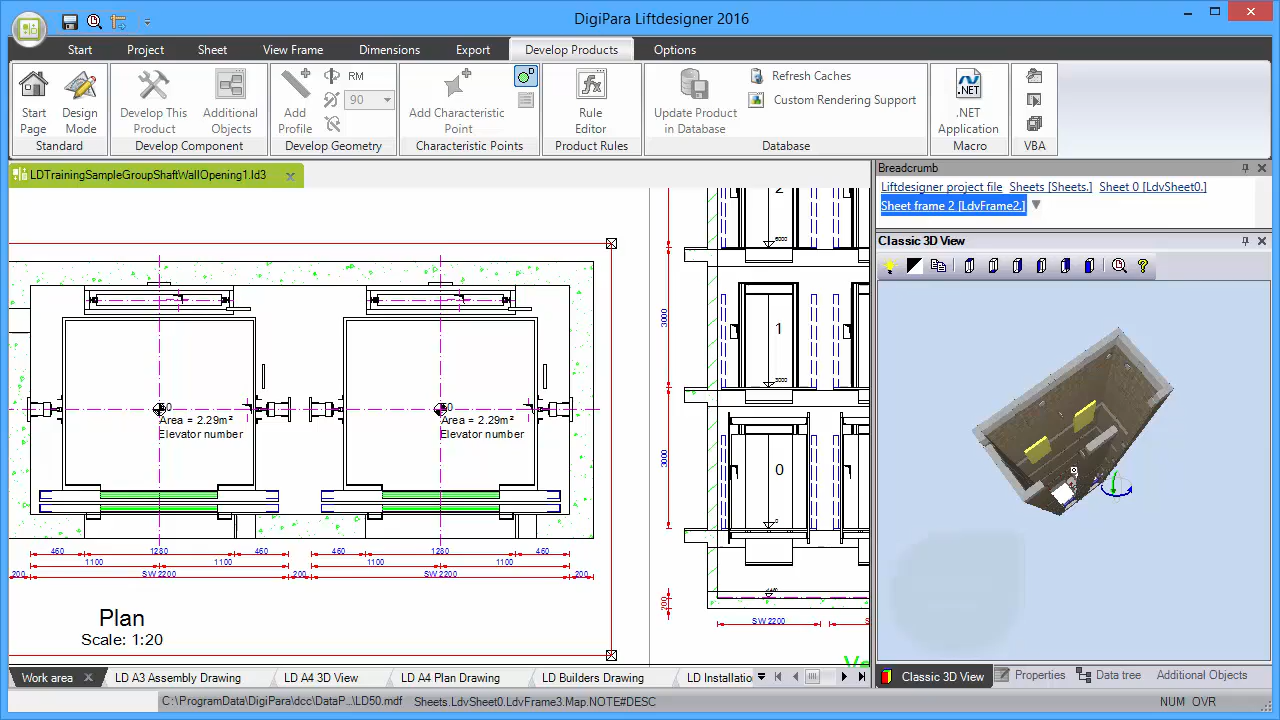 DigiPara Liftdesigner 2016
Start Project Sheet View Frame Dimensions Export Develop Products Options
Start Page
Design Mode
Standard
Develop This Product
Additional Objects
Develop Component
Add Profile
RM
90
Develop Geometry
Add Characteristic Point
Characteristic Points
Rule Editor
Product Rules
Update Product in Database
Refresh Caches
Custom Rendering Support
Database
.NET
.NET Application
Macro
VBA
LDTrainingSampleGroupShaftWallOpening1.ld3
Breadcrumb
Liftdesigner project file Sheets [Sheets.] Sheet 0 [LdvSheet0.]
Sheet frame 2 [LdvFrame2.]
Classic 3D View
Area = 2.29m²
Elevator number
Area = 2.29m²
Elevator number
460 1280 460 460 1280 460
1100 1100 1100 1100
200 SW 2200 200 SW 2200 200
Plan
Scale: 1:20
2
6000
3000
1
3000
3000
0
0
200
SW 2200
Work area LD A3 Assembly Drawing LD A4 3D View LD A4 Plan Drawing LD Builders Drawing LD Installatio
Classic 3D View Properties Data tree Additional Objects
C:\ProgramData\DigiPara\dcc\DataP...\LD50.mdf Sheets.LdvSheet0.LdvFrame3.Map.NOTE#DESC NUM OVR